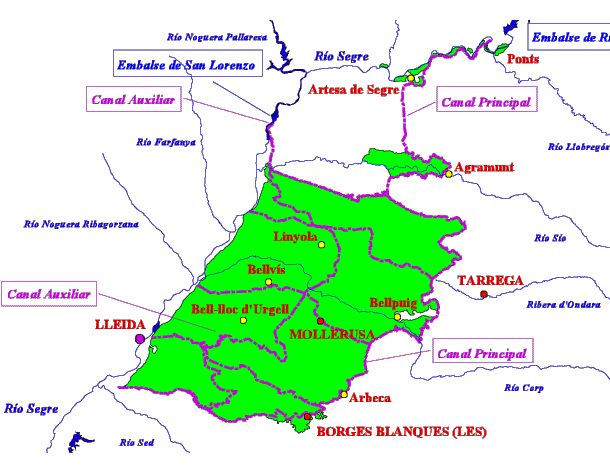 Río Noguera Pallaresa
Embalse de Ri
Río Segre
Ponts
Embalse de San Lorenzo
Artesa de Segre
Canal Auxiliar
Canal Principal
Río Farfanya
Río Llobregós
Agramunt
Río Noguera Ribagorzana
Linyola
Río Sío
Bellvís
TARREGA
Canal Auxiliar
Bellpuig
Ribera d'Ondara
Bell-lloc d'Urgell
LLEIDA
MOLLERUSA
Canal Principal
Río Corp
Arbeca
Río Segre
BORGES BLANQUES (LES)
Río Sed